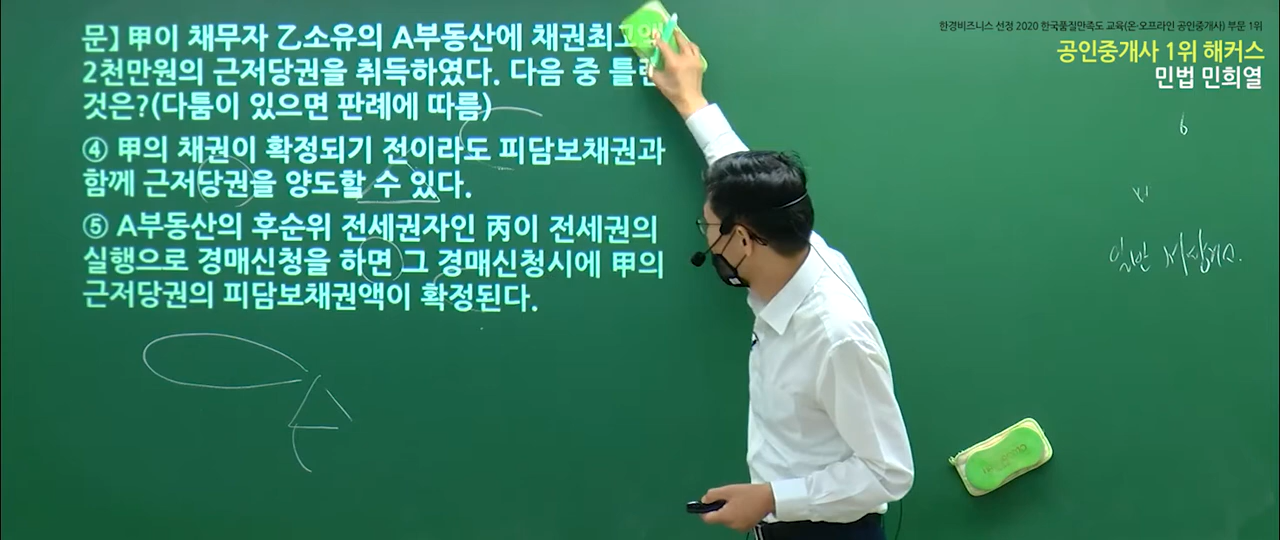 문] 甲이 채무자 乙소유의 A부동산에 채권최고액
2천만원의 근저당권을 취득하였다. 다음 중 틀린
것은?(다툼이 있으면 판례에 따름)
④ 甲의 채권이 확정되기 전이라도 피담보채권과
함께 근저당권을 양도할 수 있다.
⑤ A부동산의 후순위 전세권자인 丙이 전세권의
실행으로 경매신청을 하면 그 경매신청시에 甲의
근저당권의 피담보채권액이 확정된다.
한경비즈니스 선정 2020 한국품질만족도 교육(온·오프라인 공인중개사) 부문 1위
공인중개사 1위 해커스
민법 민희열
6
일반